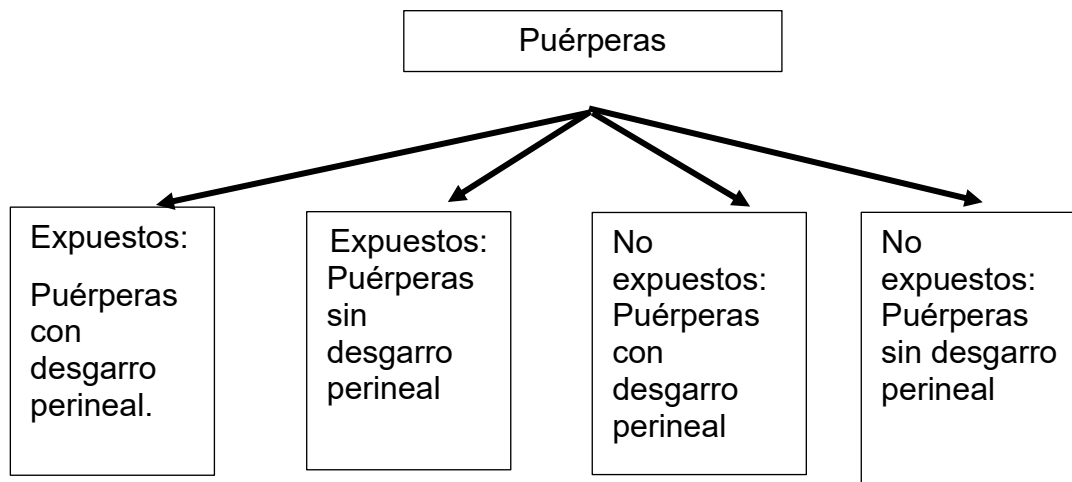 Puérperas
Expuestos:
Puérperas
con
desgarro
perineal.
Expuestos:
Puérperas
sin
desgarro
perineal
No
expuestos:
Puérperas
con
desgarro
perineal
No
expuestos:
Puérperas
sin desgarro
perineal